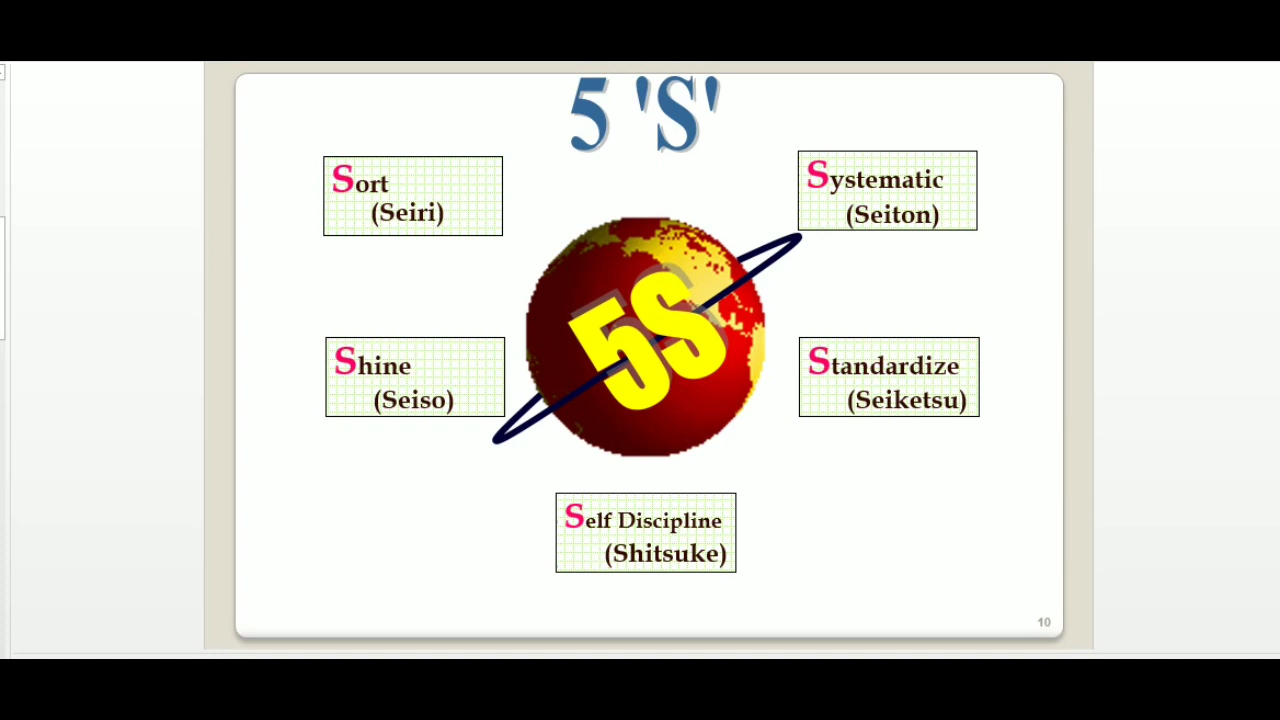 5 'S'
Sort
(Seiri)
Systematic
(Seiton)
5S
Shine
(Seiso)
Standardize
(Seiketsu)
Self Discipline
(Shitsuke)
10